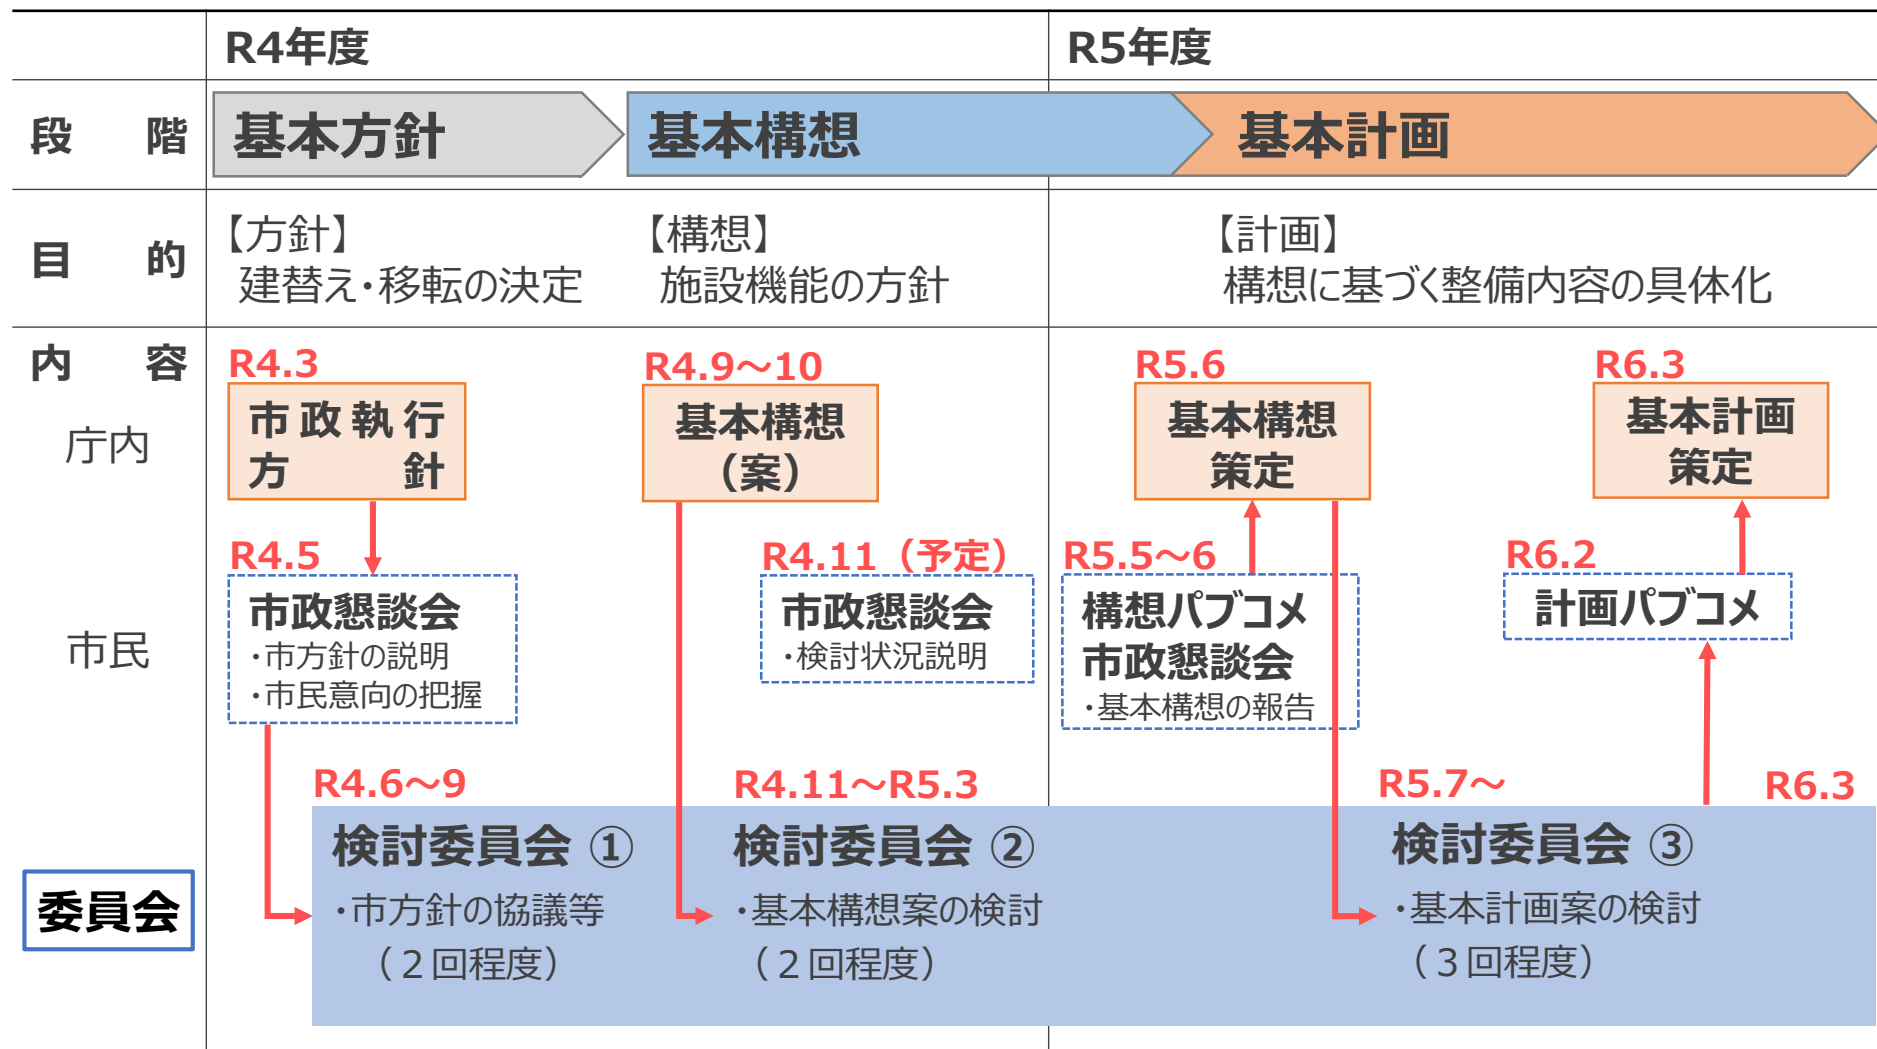 R4年度
R5年度
段　階
基本方針
基本構想
基本計画
目　的
【方針】
建替え・移転の決定
【構想】
施設機能の方針
【計画】
構想に基づく整備内容の具体化
内　容
庁内
R4.3
市政執行
方　　針
R4.9～10
基本構想
（案）
R5.6
基本構想
策定
R6.3
基本計画
策定
市民
R4.5
市政懇談会
・市方針の説明
・市民意向の把握
R4.11（予定）
市政懇談会
・検討状況説明
R5.5～6
構想パブコメ
市政懇談会
・基本構想の報告
R6.2
計画パブコメ
委員会
R4.6～9
検討委員会 ①
・市方針の協議等
（２回程度）
R4.11～R5.3
検討委員会 ②
・基本構想案の検討
（２回程度）
R5.7～
R6.3
検討委員会 ③
・基本計画案の検討
（３回程度）